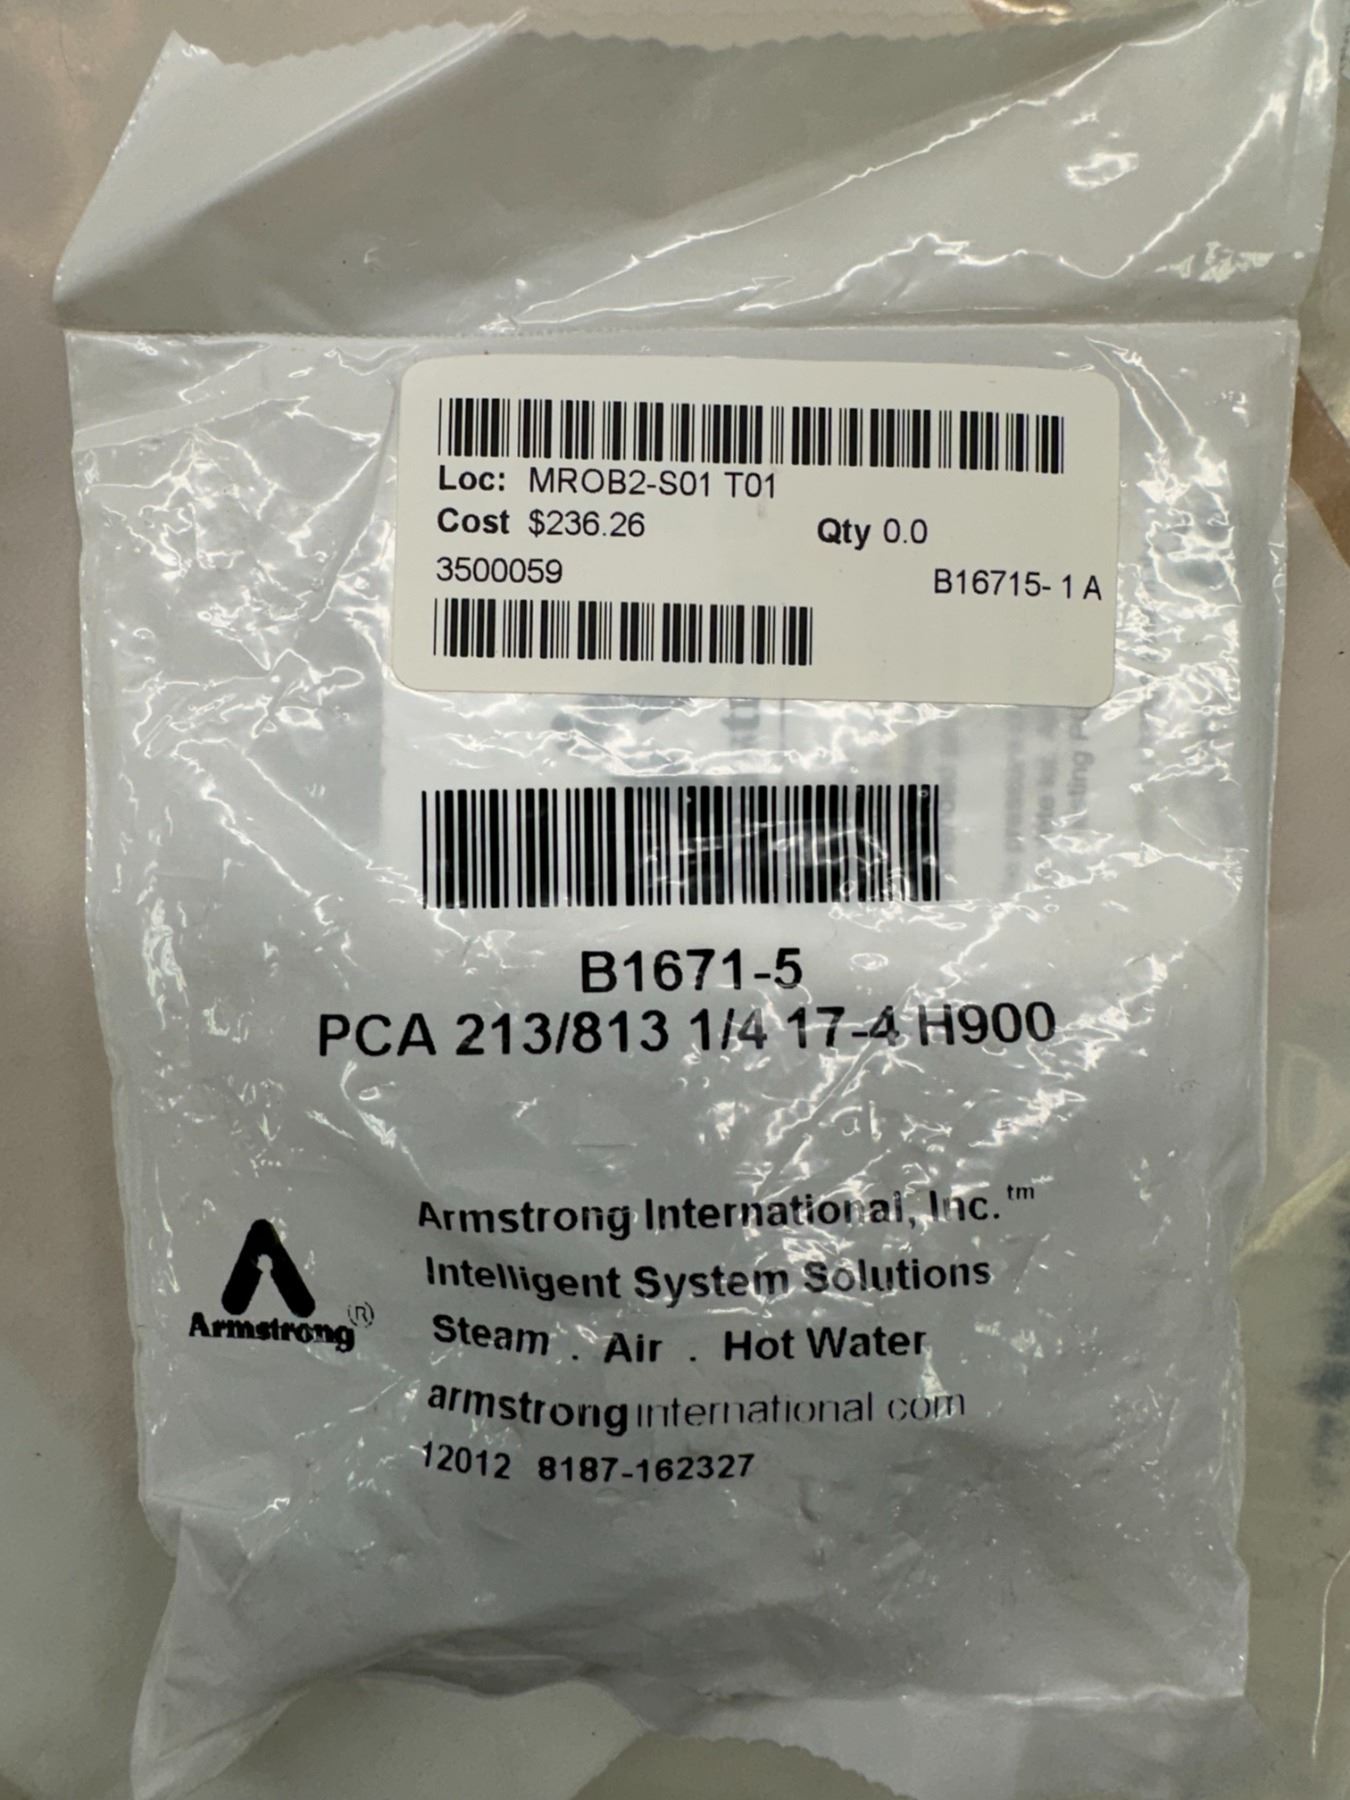 Loc: MROB2-S01 T01
Cost $236.26 Qty 0.0
3500059 B16715- 1 A
B1671-5
PCA 213/813 1/4 17-4 H900
Armstrong International, Inc.™
Intelligent System Solutions
Armstrong (R)
Steam . Air . Hot Water
armstronginternational com
12012 8187-162327